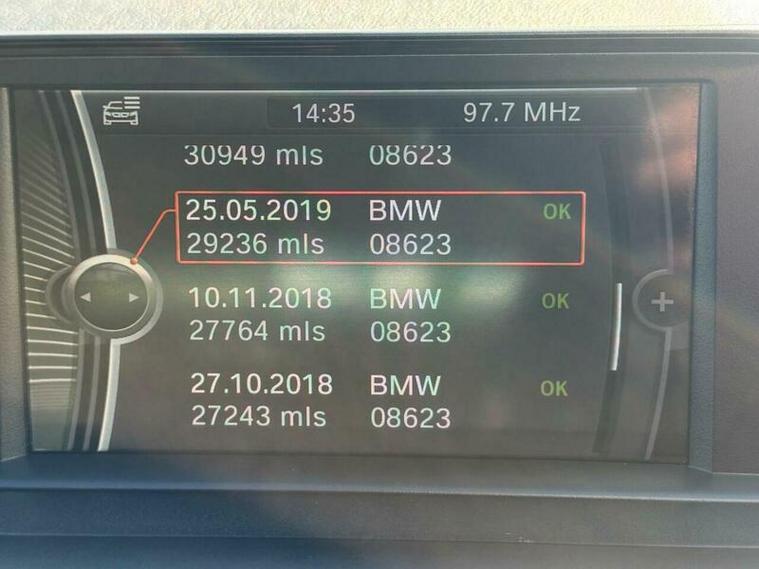 14:35 97.7 MHz
30949 mls 08623
25.05.2019 BMW OK
29236 mls 08623
10.11.2018 BMW OK
27764 mls 08623
27.10.2018 BMW OK
27243 mls 08623